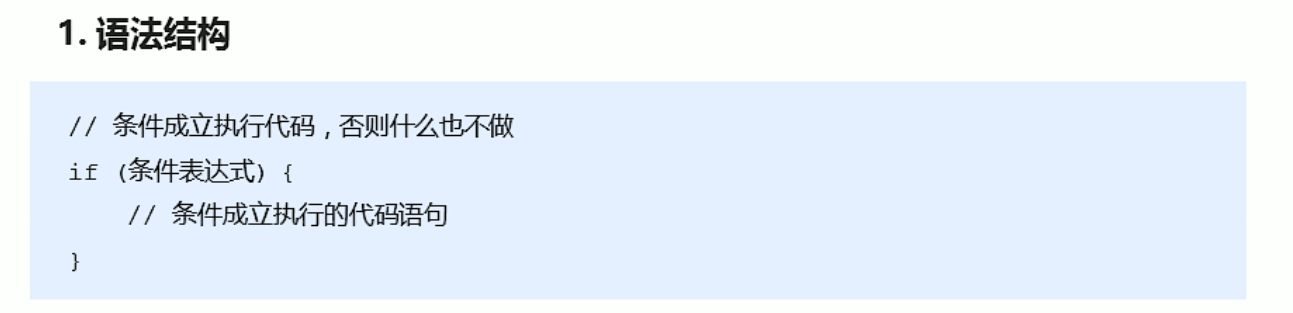 1. 语法结构
// 条件成立执行代码，否则什么也不做
if (条件表达式) {
// 条件成立执行的代码语句
}